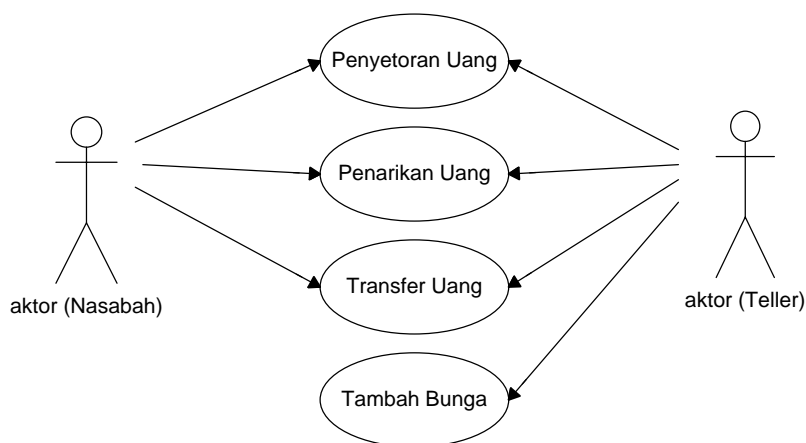 Penyetoran Uang
Penarikan Uang
Transfer Uang
aktor (Nasabah)
aktor (Teller)
Tambah Bunga